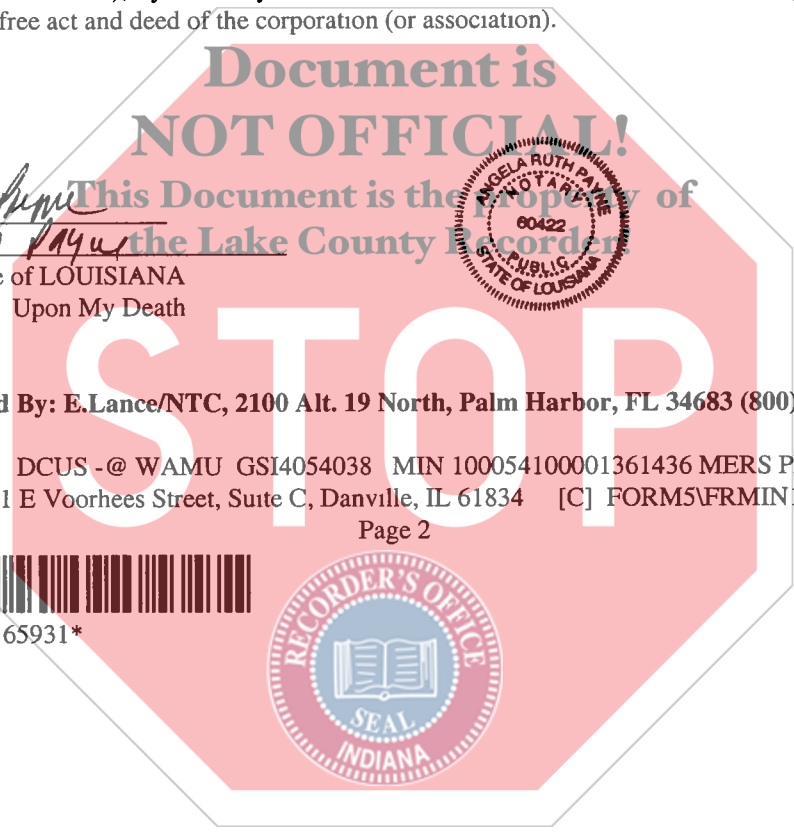 free act and deed of the corporation (or association).
Document is
NOT OFFICIAL!
This Document is the property of
the Lake County Recorder!
Payne
ANGELA RUTH PAYNE
NOTARY
60422
PUBLIC
STATE OF LOUISIANA
e of LOUISIANA
Upon My Death
STOP
d By: E.Lance/NTC, 2100 Alt. 19 North, Palm Harbor, FL 34683 (800)
DCUS -@ WAMU GSI4054038 MIN 100054100001361436 MERS P
1 E Voorhees Street, Suite C, Danville, IL 61834 [C] FORM5\FRMIN1
Page 2
65931*
RECORDER'S OFFICE
SEAL
INDIANA